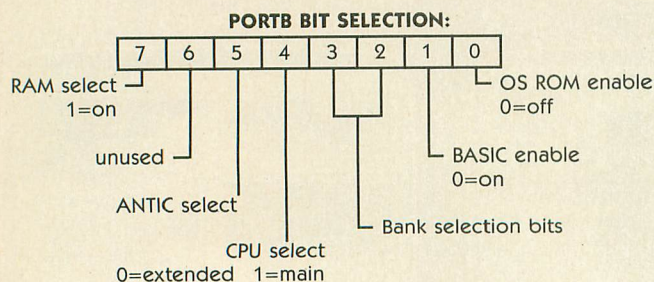 PORTB BIT SELECTION:
7 6 5 4 3 2 1 0
RAM select
1=on
OS ROM enable
0=off
unused
BASIC enable
0=on
ANTIC select
Bank selection bits
CPU select
0=extended 1=main